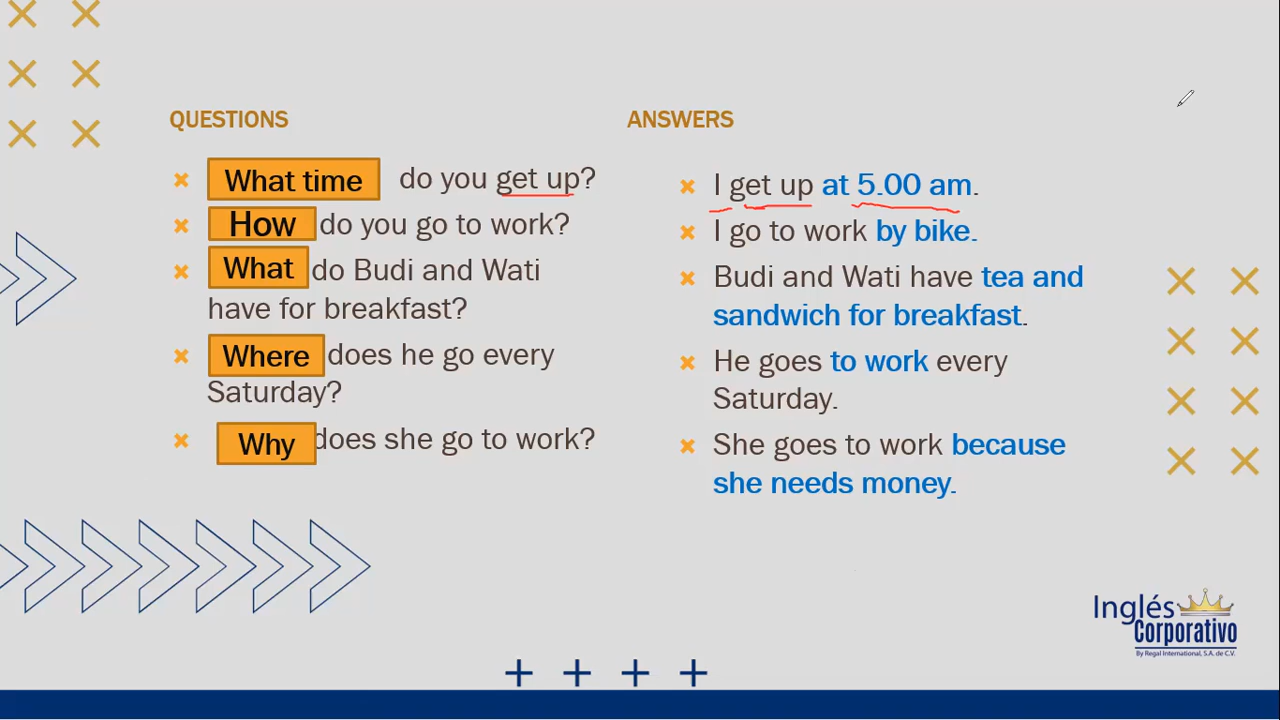 QUESTIONS
What time do you get up?
How do you go to work?
What do Budi and Wati
have for breakfast?
Where does he go every
Saturday?
Why does she go to work?
ANSWERS
I get up at 5.00 am.
I go to work by bike.
Budi and Wati have tea and
sandwich for breakfast.
He goes to work every
Saturday.
She goes to work because
she needs money.
Inglés
Corporativo
By Regal International, S.A. de C.V.